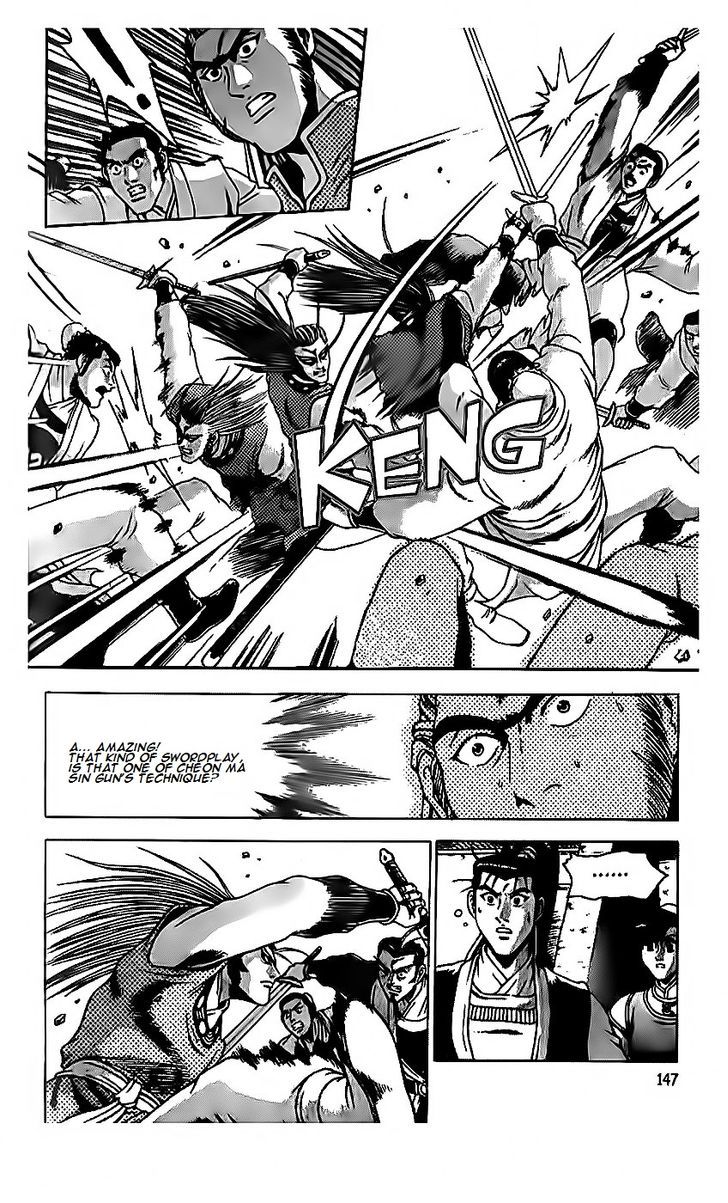 KENG
A... AMAZING!
THAT KIND OF SWORDPLAY,
IS THAT ONE OF CHEON MA
SIN GUN'S TECHNIQUE?
......
147